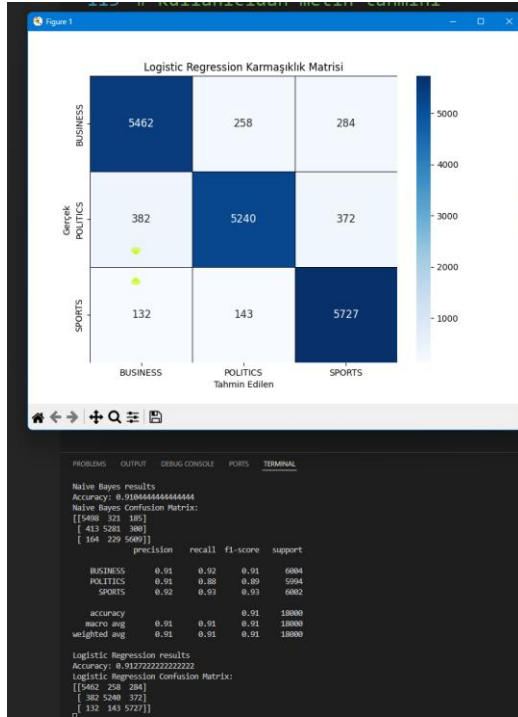 115 # Kullanıcıdan metin tahmini
Figure 1
Logistic Regression Karmaşıklık Matrisi
BUSINESS 5462 258 284
Gerçek
POLITICS 382 5240 372
SPORTS 132 143 5727
BUSINESS POLITICS SPORTS
Tahmin Edilen
5000
4000
3000
2000
1000
PROBLEMS OUTPUT DEBUG CONSOLE PORTS TERMINAL
Naive Bayes results
Accuracy: 0.9104444444444444
Naive Bayes Confusion Matrix:
[[5498 321 185]
[ 413 5281 300]
[ 164 229 5609]]
precision recall f1-score support
BUSINESS 0.91 0.92 0.91 6004
POLITICS 0.91 0.88 0.89 5994
SPORTS 0.92 0.93 0.93 6002
accuracy 0.91 18000
macro avg 0.91 0.91 0.91 18000
weighted avg 0.91 0.91 0.91 18000
Logistic Regression results
Accuracy: 0.9127222222222222
Logistic Regression Confusion Matrix:
[[5462 258 284]
[ 382 5240 372]
[ 132 143 5727]]